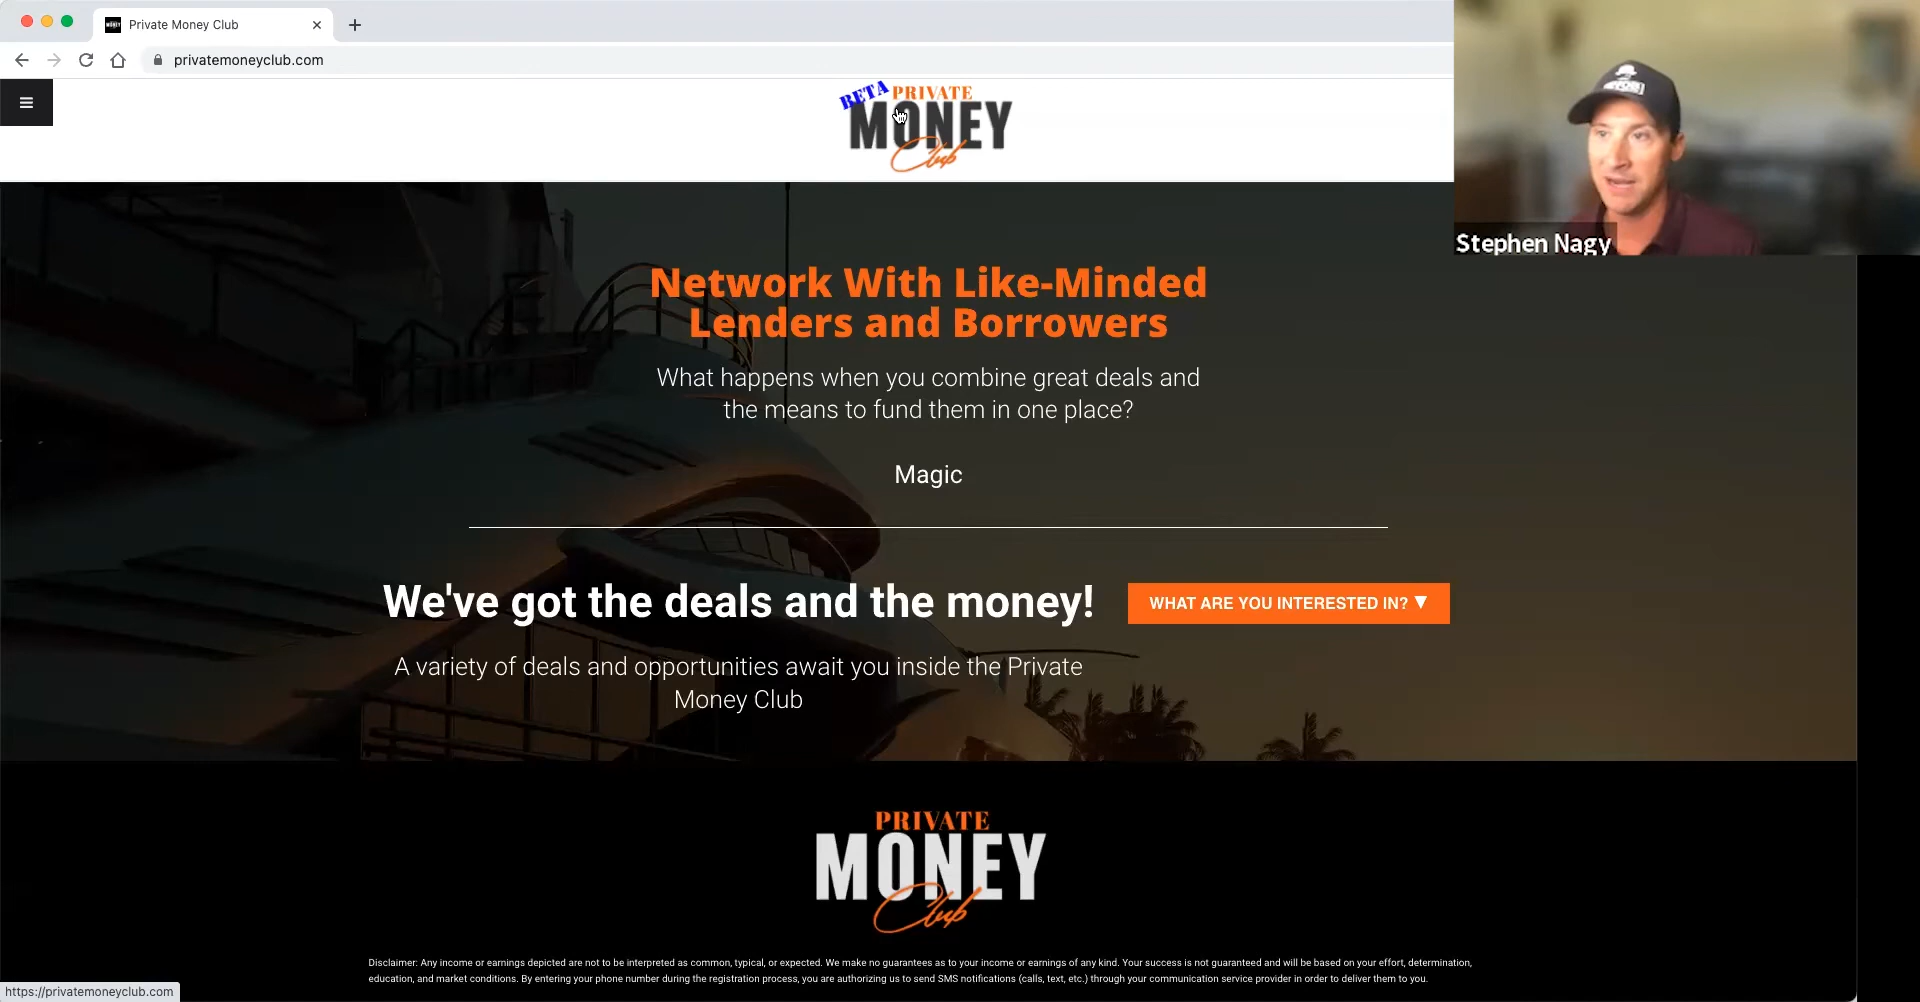 Private Money Club
privatemoneyclub.com
BETA
PRIVATE
MONEY
Club
Stephen Nagy
Network With Like-Minded
Lenders and Borrowers
What happens when you combine great deals and
the means to fund them in one place?
Magic
We've got the deals and the money!
WHAT ARE YOU INTERESTED IN? ▼
A variety of deals and opportunities await you inside the Private
Money Club
PRIVATE
MONEY
Club
Disclaimer: Any income or earnings depicted are not to be interpreted as common, typical, or expected. We make no guarantees as to your income or earnings of any kind. Your success is not guaranteed and will be based on your effort, determination,
education, and market conditions. By entering your phone number during the registration process, you are authorizing us to send SMS notifications (calls, text, etc.) through your communication service provider in order to deliver them to you.
https://privatemoneyclub.com